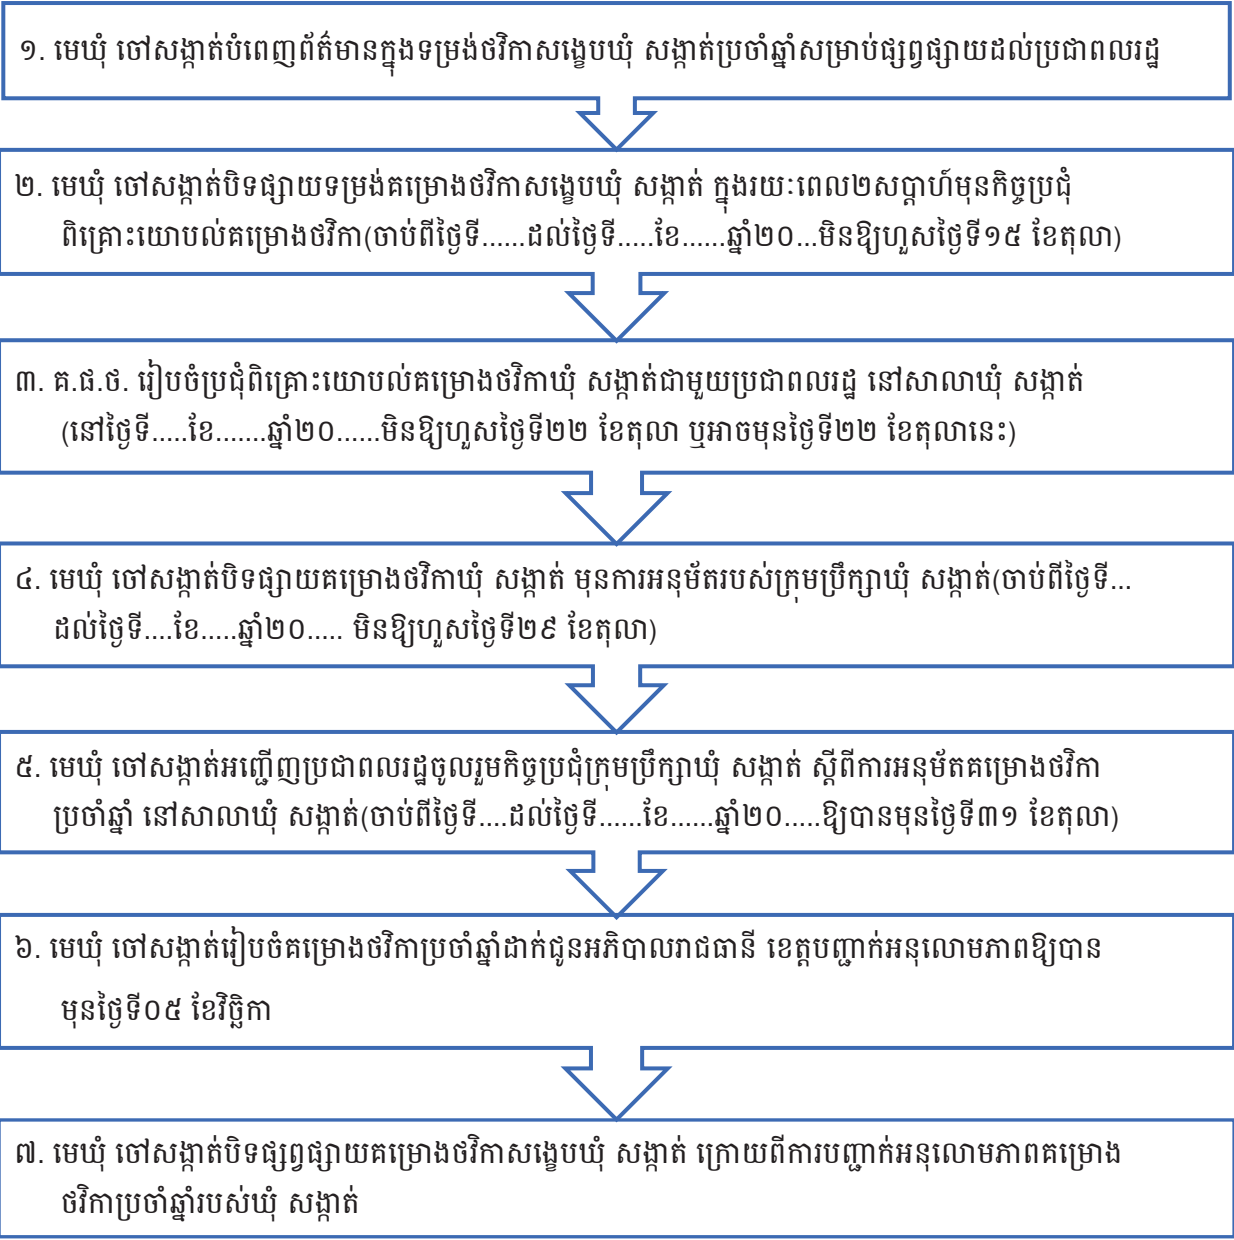 ១. មេឃុំ ចៅសង្កាត់បំពេញព័ត៌មានក្នុងទម្រង់ថវិកាសង្ខេបឃុំ សង្កាត់ប្រចាំឆ្នាំសម្រាប់ផ្សព្វផ្សាយដល់ប្រជាពលរដ្ឋ
២. មេឃុំ ចៅសង្កាត់បិទផ្សាយទម្រង់គម្រោងថវិកាសង្ខេបឃុំ សង្កាត់ ក្នុងរយៈពេល២សប្តាហ៍មុនកិច្ចប្រជុំ
ពិគ្រោះយោបល់គម្រោងថវិកា(ចាប់ពីថ្ងៃទី......ដល់ថ្ងៃទី.....ខែ......ឆ្នាំ២០...មិនឱ្យហួសថ្ងៃទី១៥ ខែតុលា)
៣. គ.ផ.ថ. រៀបចំប្រជុំពិគ្រោះយោបល់គម្រោងថវិកាឃុំ សង្កាត់ជាមួយប្រជាពលរដ្ឋ នៅសាលាឃុំ សង្កាត់
(នៅថ្ងៃទី.....ខែ.......ឆ្នាំ២០......មិនឱ្យហួសថ្ងៃទី២២ ខែតុលា ឬអាចមុនថ្ងៃទី២២ ខែតុលានេះ)
៤. មេឃុំ ចៅសង្កាត់បិទផ្សាយគម្រោងថវិកាឃុំ សង្កាត់ មុនការអនុម័តរបស់ក្រុមប្រឹក្សាឃុំ សង្កាត់(ចាប់ពីថ្ងៃទី...
ដល់ថ្ងៃទី....ខែ.....ឆ្នាំ២០..... មិនឱ្យហួសថ្ងៃទី២៩ ខែតុលា)
៥. មេឃុំ ចៅសង្កាត់អញ្ជើញប្រជាពលរដ្ឋចូលរួមកិច្ចប្រជុំក្រុមប្រឹក្សាឃុំ សង្កាត់ ស្តីពីការអនុម័តគម្រោងថវិកា
ប្រចាំឆ្នាំ នៅសាលាឃុំ សង្កាត់(ចាប់ពីថ្ងៃទី....ដល់ថ្ងៃទី......ខែ......ឆ្នាំ២០.....ឱ្យបានមុនថ្ងៃទី៣១ ខែតុលា)
៦. មេឃុំ ចៅសង្កាត់រៀបចំគម្រោងថវិកាប្រចាំឆ្នាំដាក់ជូនអភិបាលរាជធានី ខេត្តបញ្ជាក់អនុលោមភាពឱ្យបាន
មុនថ្ងៃទី០៥ ខែវិច្ឆិកា
៧. មេឃុំ ចៅសង្កាត់បិទផ្សព្វផ្សាយគម្រោងថវិកាសង្ខេបឃុំ សង្កាត់ ក្រោយពីការបញ្ជាក់អនុលោមភាពគម្រោង
ថវិកាប្រចាំឆ្នាំរបស់ឃុំ សង្កាត់